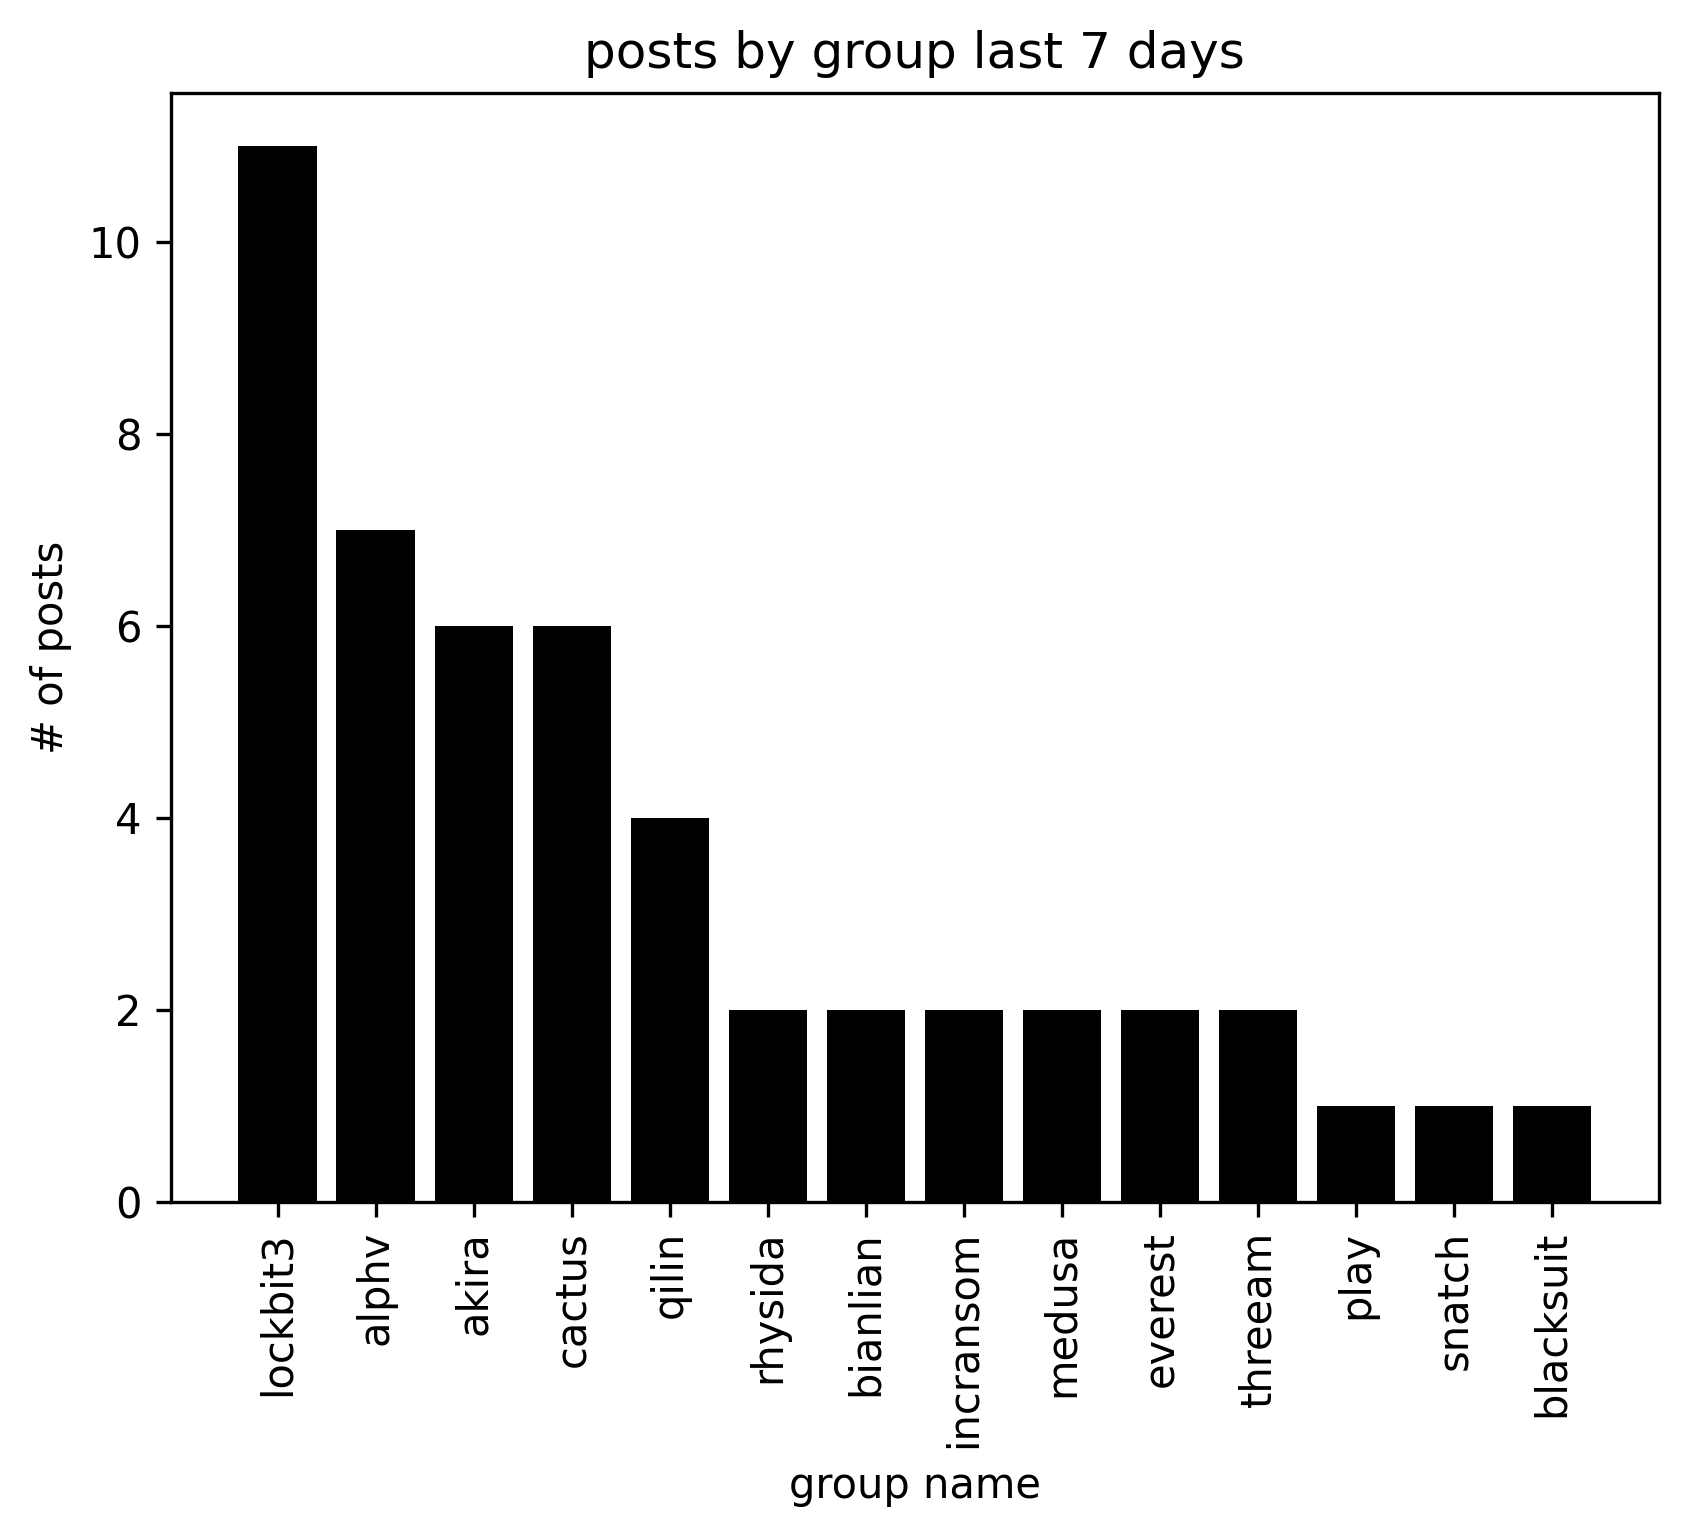 posts by group last 7 days
# of posts
10
8
6
4
2
0
lockbit3
alphv
akira
cactus
qilin
rhysida
bianlian
incransom
medusa
everest
threeam
play
snatch
blacksuit
group name